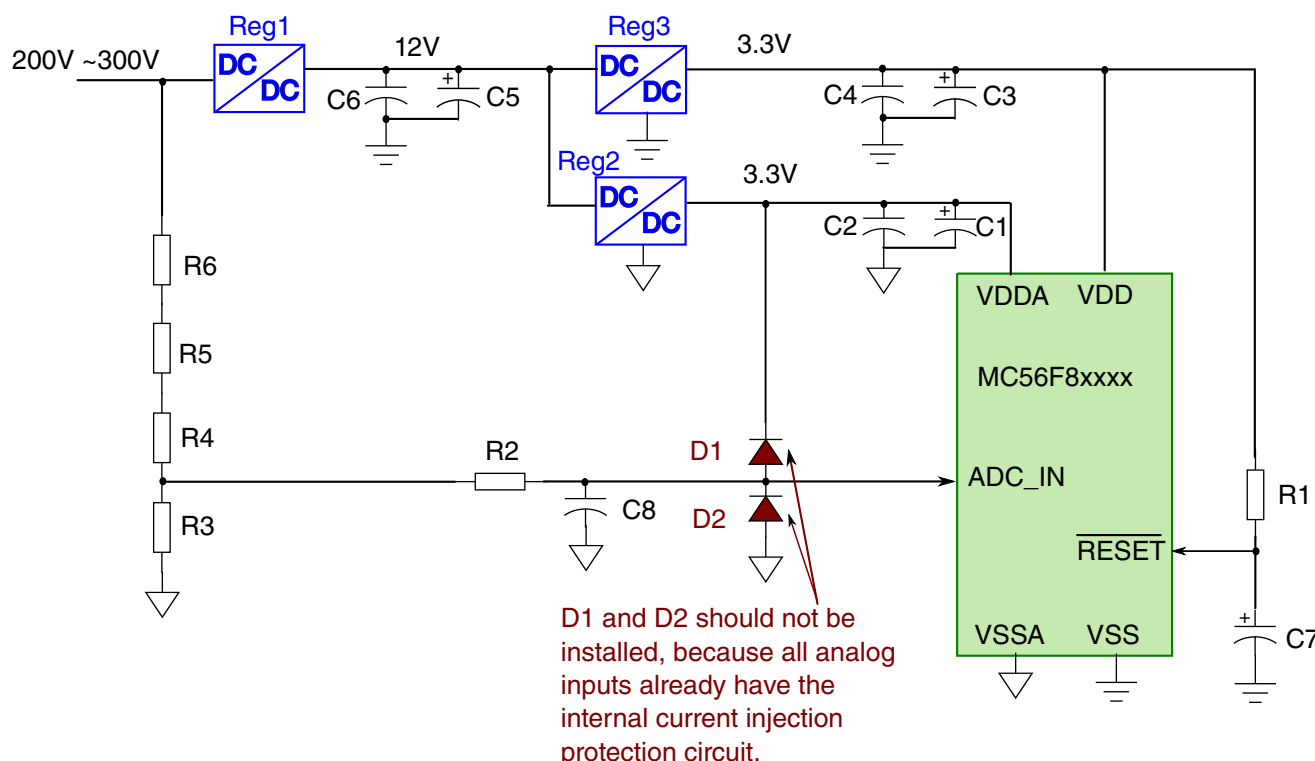 200V ~300V
Reg1
DC
DC
12V
C6
+
C5
Reg3
DC
DC
3.3V
C4
+
C3
Reg2
DC
DC
3.3V
C2
+
C1
R6
R5
R4
R3
R2
C8
D1
D2
VDDA
VDD
MC56F8xxxx
ADC_IN
RESET
VSSA
VSS
R1
+
C7
D1 and D2 should not be
installed, because all analog
inputs already have the
internal current injection
protection circuit.